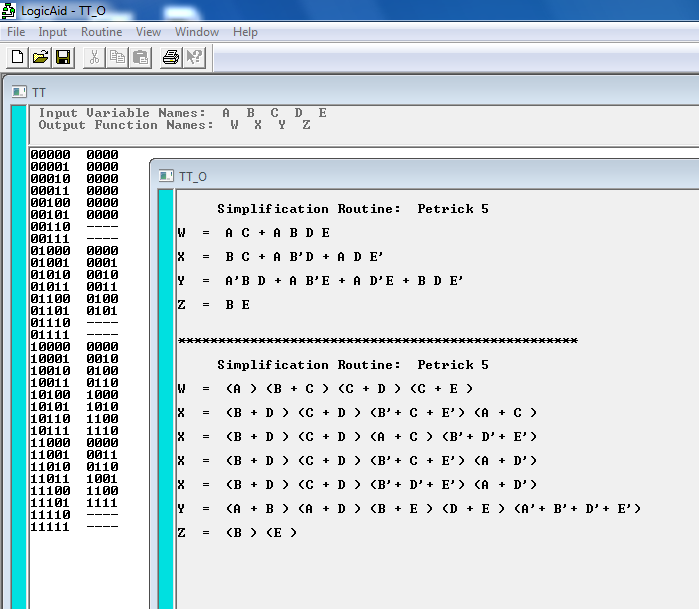 LogicAid - TT_O
File Input Routine View Window Help
TT
Input Variable Names: A B C D E
Output Function Names: W X Y Z
00000 0000
00001 0000
00010 0000
00011 0000
00100 0000
00101 0000
00110 ----
00111 ----
01000 0000
01001 0001
01010 0010
01011 0011
01100 0100
01101 0101
01110 ----
01111 ----
10000 0000
10001 0010
10010 0100
10011 0110
10100 1000
10101 1010
10110 1100
10111 1110
11000 0000
11001 0011
11010 0110
11011 1001
11100 1100
11101 1111
11110 ----
11111 ----
TT_O
Simplification Routine: Petrick 5
W = A C + A B D E
X = B C + A B'D + A D E'
Y = A'B D + A B'E + A D'E + B D E'
Z = B E
**************************************************
Simplification Routine: Petrick 5
W = (A ) (B + C ) (C + D ) (C + E )
X = (B + D ) (C + D ) (B'+ C + E') (A + C )
X = (B + D ) (C + D ) (A + C ) (B'+ D'+ E')
X = (B + D ) (C + D ) (B'+ C + E') (A + D')
X = (B + D ) (C + D ) (B'+ D'+ E') (A + D')
Y = (A + B ) (A + D ) (B + E ) (D + E ) (A'+ B'+ D'+ E')
Z = (B ) (E )